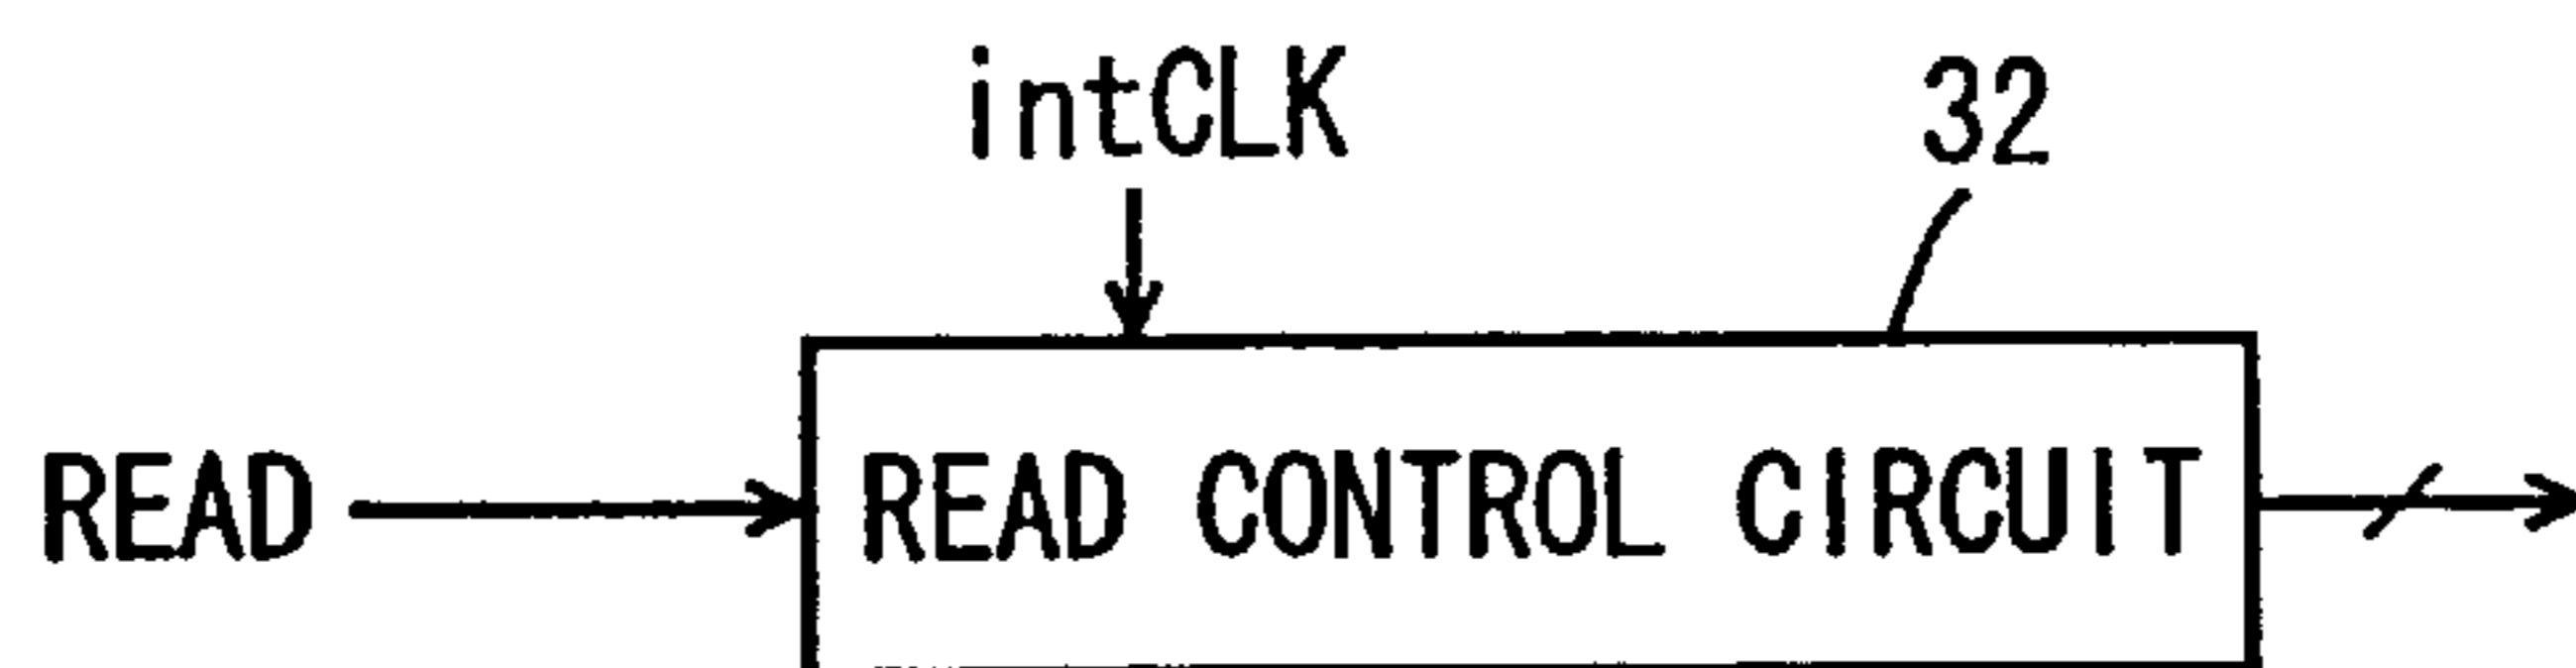 intCLK
32
READ
READ CONTROL CIRCUIT